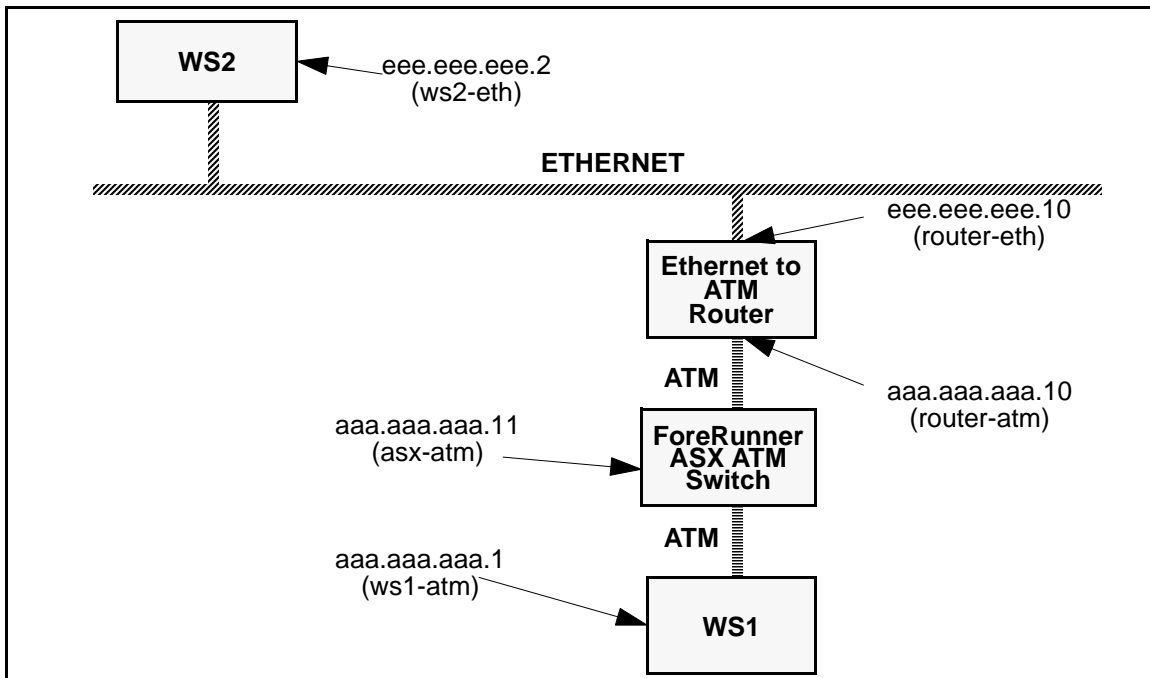 WS2
eee.eee.eee.2
(ws2-eth)
ETHERNET
eee.eee.eee.10
(router-eth)
Ethernet to
ATM
Router
ATM
aaa.aaa.aaa.10
(router-atm)
aaa.aaa.aaa.11
(asx-atm)
ForeRunner
ASX ATM
Switch
ATM
aaa.aaa.aaa.1
(ws1-atm)
WS1